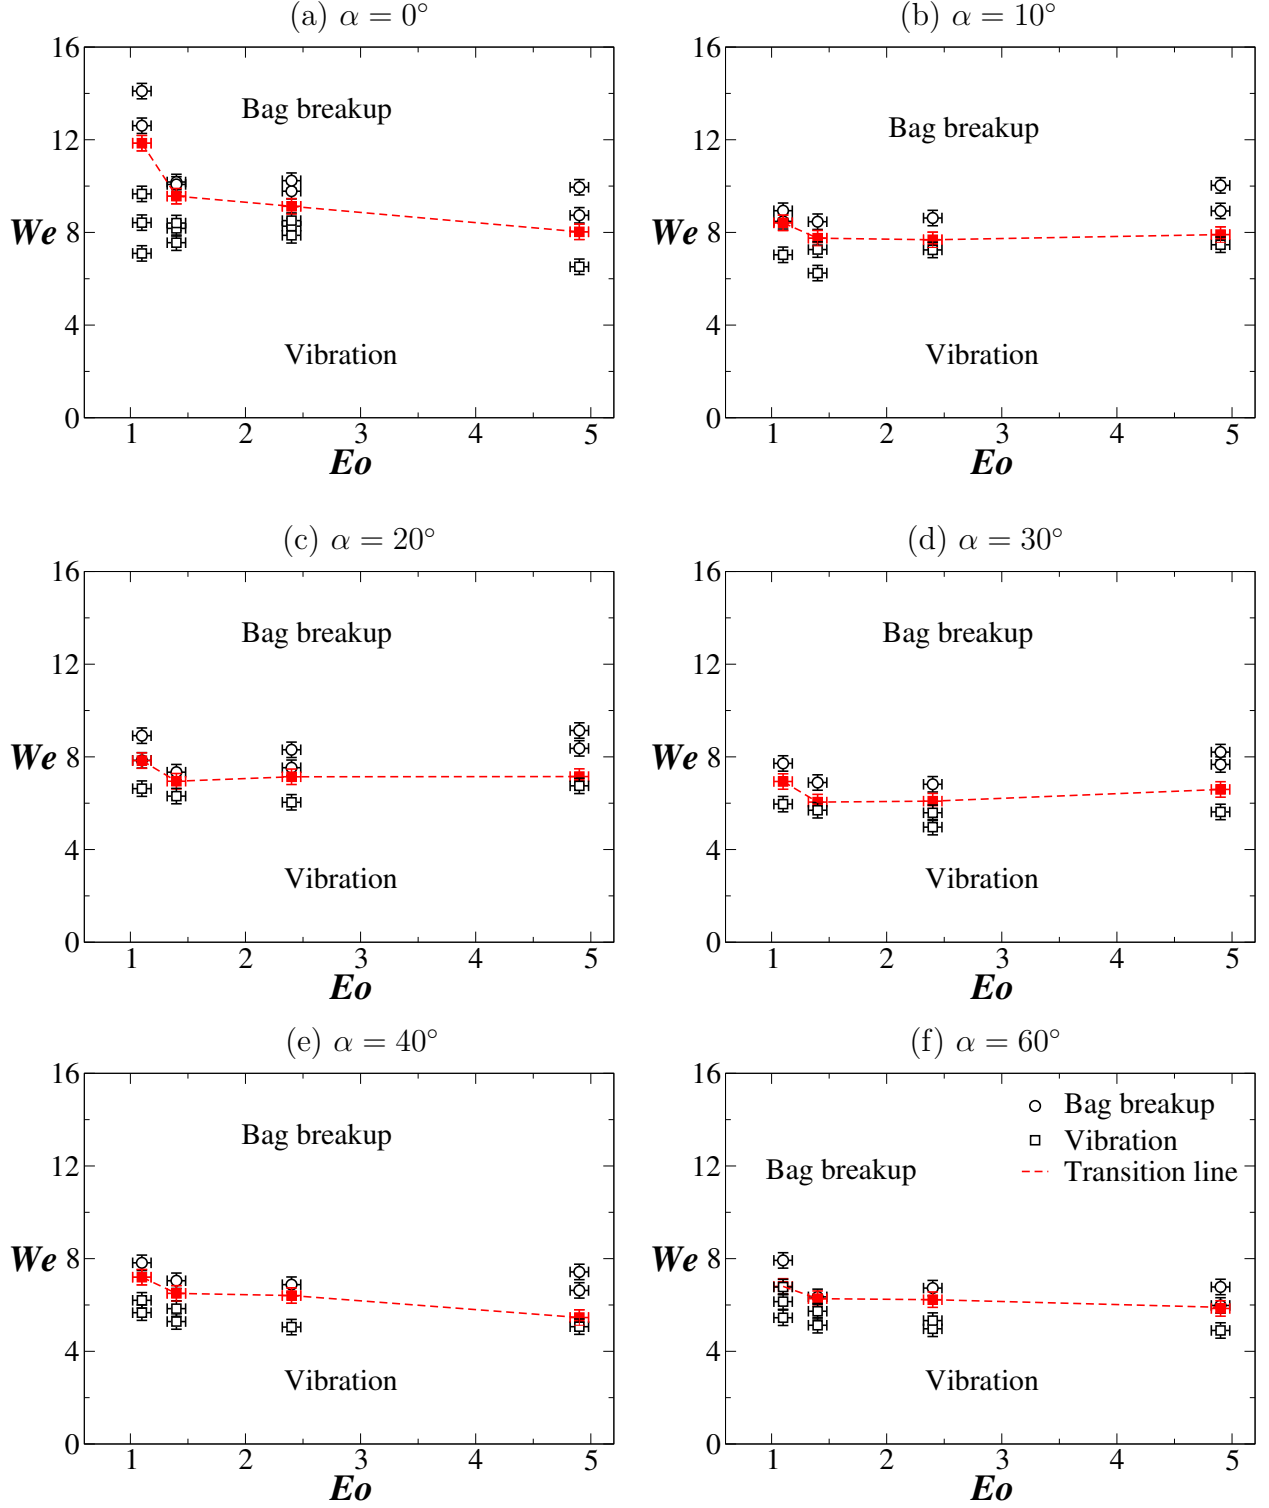 (a) α = 0°
(b) α = 10°
16
12
8
4
0
We
Bag breakup
Vibration
1 2 3 4 5
Eo
16
12
8
4
0
We
Bag breakup
Vibration
1 2 3 4 5
Eo
(c) α = 20°
(d) α = 30°
16
12
8
4
0
We
Bag breakup
Vibration
1 2 3 4 5
Eo
16
12
8
4
0
We
Bag breakup
Vibration
1 2 3 4 5
Eo
(e) α = 40°
(f) α = 60°
16
12
8
4
0
We
Bag breakup
Vibration
1 2 3 4 5
Eo
16
12
8
4
0
We
Bag breakup
Vibration
Transition line
Bag breakup
Vibration
1 2 3 4 5
Eo